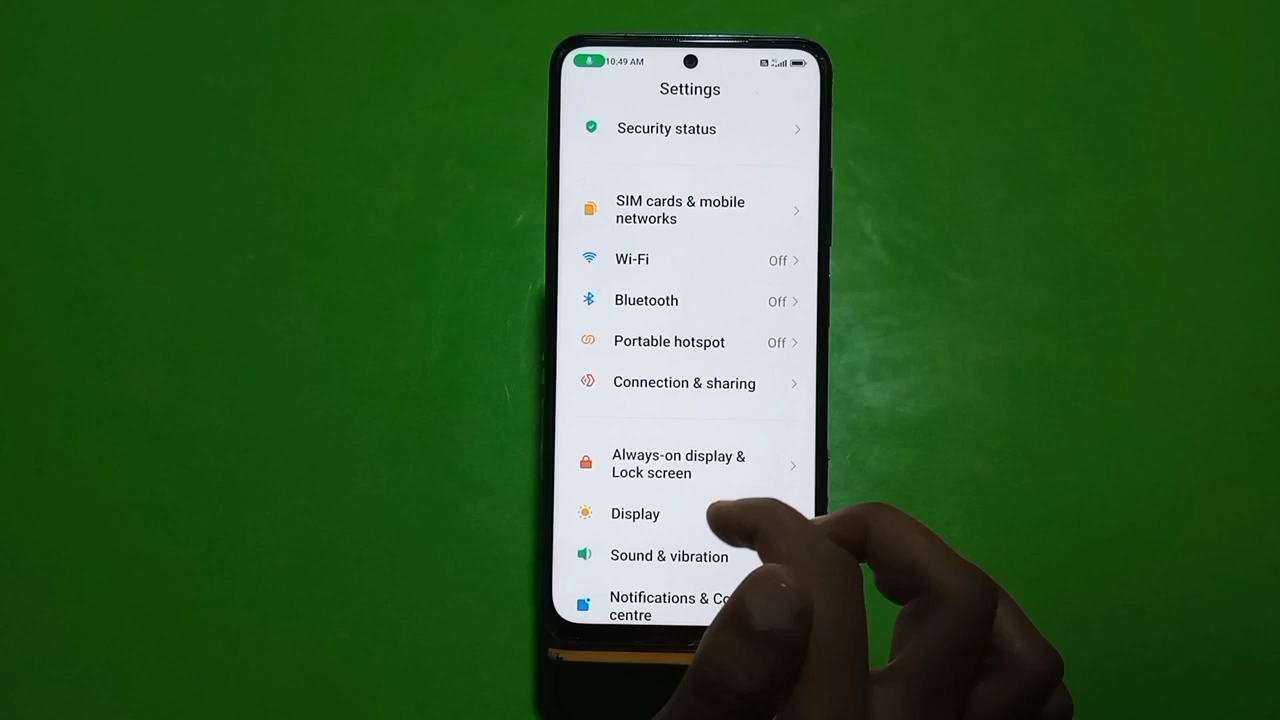 10:49 AM
Settings
Security status
SIM cards & mobile
networks
Wi-Fi Off
Bluetooth Off
Portable hotspot Off
Connection & sharing
Always-on display &
Lock screen
Display
Sound & vibration
Notifications & Co
centre